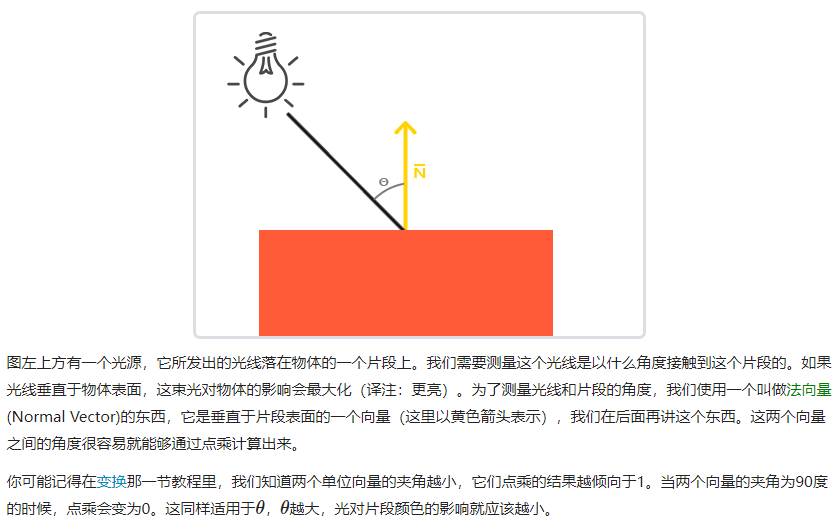 Θ
N̅
图左上方有一个光源，它所发出的光线落在物体的一个片段上。我们需要测量这个光线是以什么角度接触到这个片段的。如果
光线垂直于物体表面，这束光对物体的影响会最大化（译注：更亮）。为了测量光线和片段的角度，我们使用一个叫做法向量
(Normal Vector)的东西，它是垂直于片段表面的一个向量（这里以黄色箭头表示），我们在后面再讲这个东西。这两个向量
之间的角度很容易就能够通过点乘计算出来。
你可能记得在变换那一节教程里，我们知道两个单位向量的夹角越小，它们点乘的结果越倾向于1。当两个向量的夹角为90度
的时候，点乘会变为0。这同样适用于θ，θ越大，光对片段颜色的影响就应该越小。